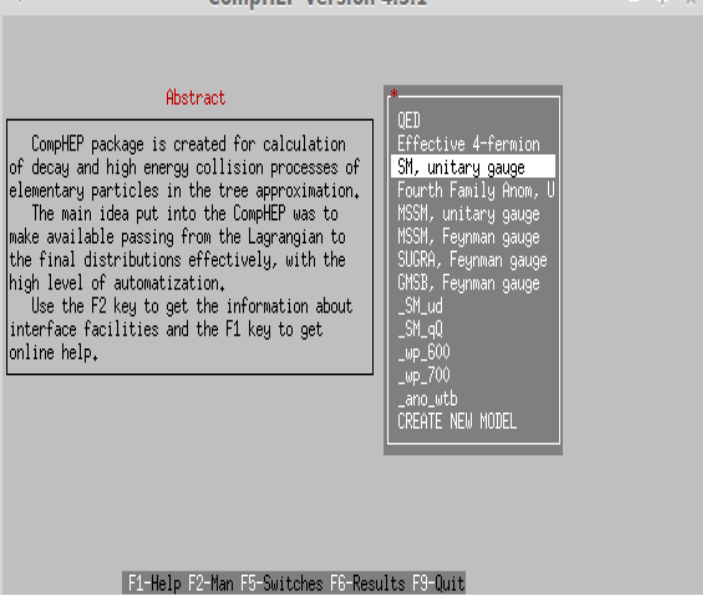 CompHEP version 4.5.1
Abstract
CompHEP package is created for calculation
of decay and high energy collision processes of
elementary particles in the tree approximation.
The main idea put into the CompHEP was to
make available passing from the Lagrangian to
the final distributions effectively, with the
high level of automatization.
Use the F2 key to get the information about
interface facilities and the F1 key to get
online help.
*
QED
Effective 4-fermion
SM, unitary gauge
Fourth Family Anom, U
MSSM, unitary gauge
MSSM, Feynman gauge
SUGRA, Feynman gauge
GMSB, Feynman gauge
_SM_ud
_SM_qQ
_wp_600
_wp_700
_ano_wtb
CREATE NEW MODEL
F1-Help F2-Man F5-Switches F6-Results F9-Quit